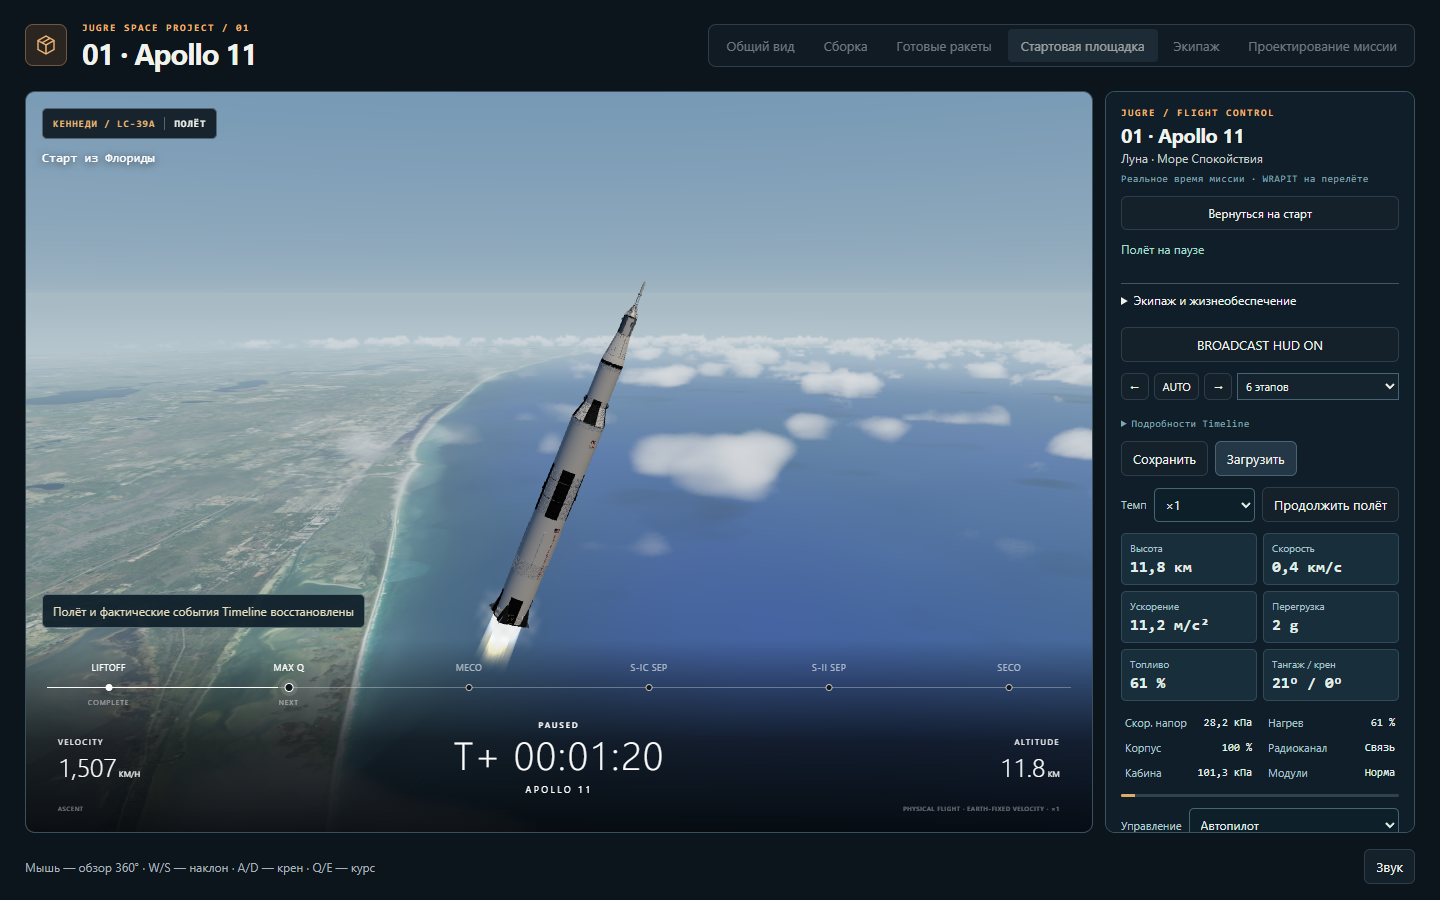 JUGRE SPACE PROJECT / 01
01 · Apollo 11
Общий вид
Сборка
Готовые ракеты
Стартовая площадка
Экипаж
Проектирование миссии
КЕННЕДИ / LC-39A | ПОЛЁТ
Старт из Флориды
Полёт и фактические события Timeline восстановлены
LIFTOFF
MAX Q
MECO
S-IC SEP
S-II SEP
SECO
COMPLETE
NEXT
VELOCITY
1,507 КМ/H
ASCENT
PAUSED
T+ 00:01:20
APOLLO 11
ALTITUDE
11.8 КМ
PHYSICAL FLIGHT · EARTH-FIXED VELOCITY · ×1
JUGRE / FLIGHT CONTROL
01 · Apollo 11
Луна · Море Спокойствия
Реальное время миссии · WRAPIT на перелёте
Вернуться на старт
Полёт на паузе
▶ Экипаж и жизнеобеспечение
BROADCAST HUD ON
← AUTO → 6 этапов
▶ Подробности Timeline
Сохранить
Загрузить
Темп ×1 Продолжить полёт
Высота
11,8 км
Скорость
0,4 км/с
Ускорение
11,2 м/с²
Перегрузка
2 g
Топливо
61 %
Тангаж / крен
21° / 0°
Скор. напор 28,2 кПа
Нагрев 61 %
Корпус 100 %
Радиоканал Связь
Кабина 101,3 кПа
Модули Норма
Управление Автопилот
Мышь — обзор 360° · W/S — наклон · A/D — крен · Q/E — курс
Звук